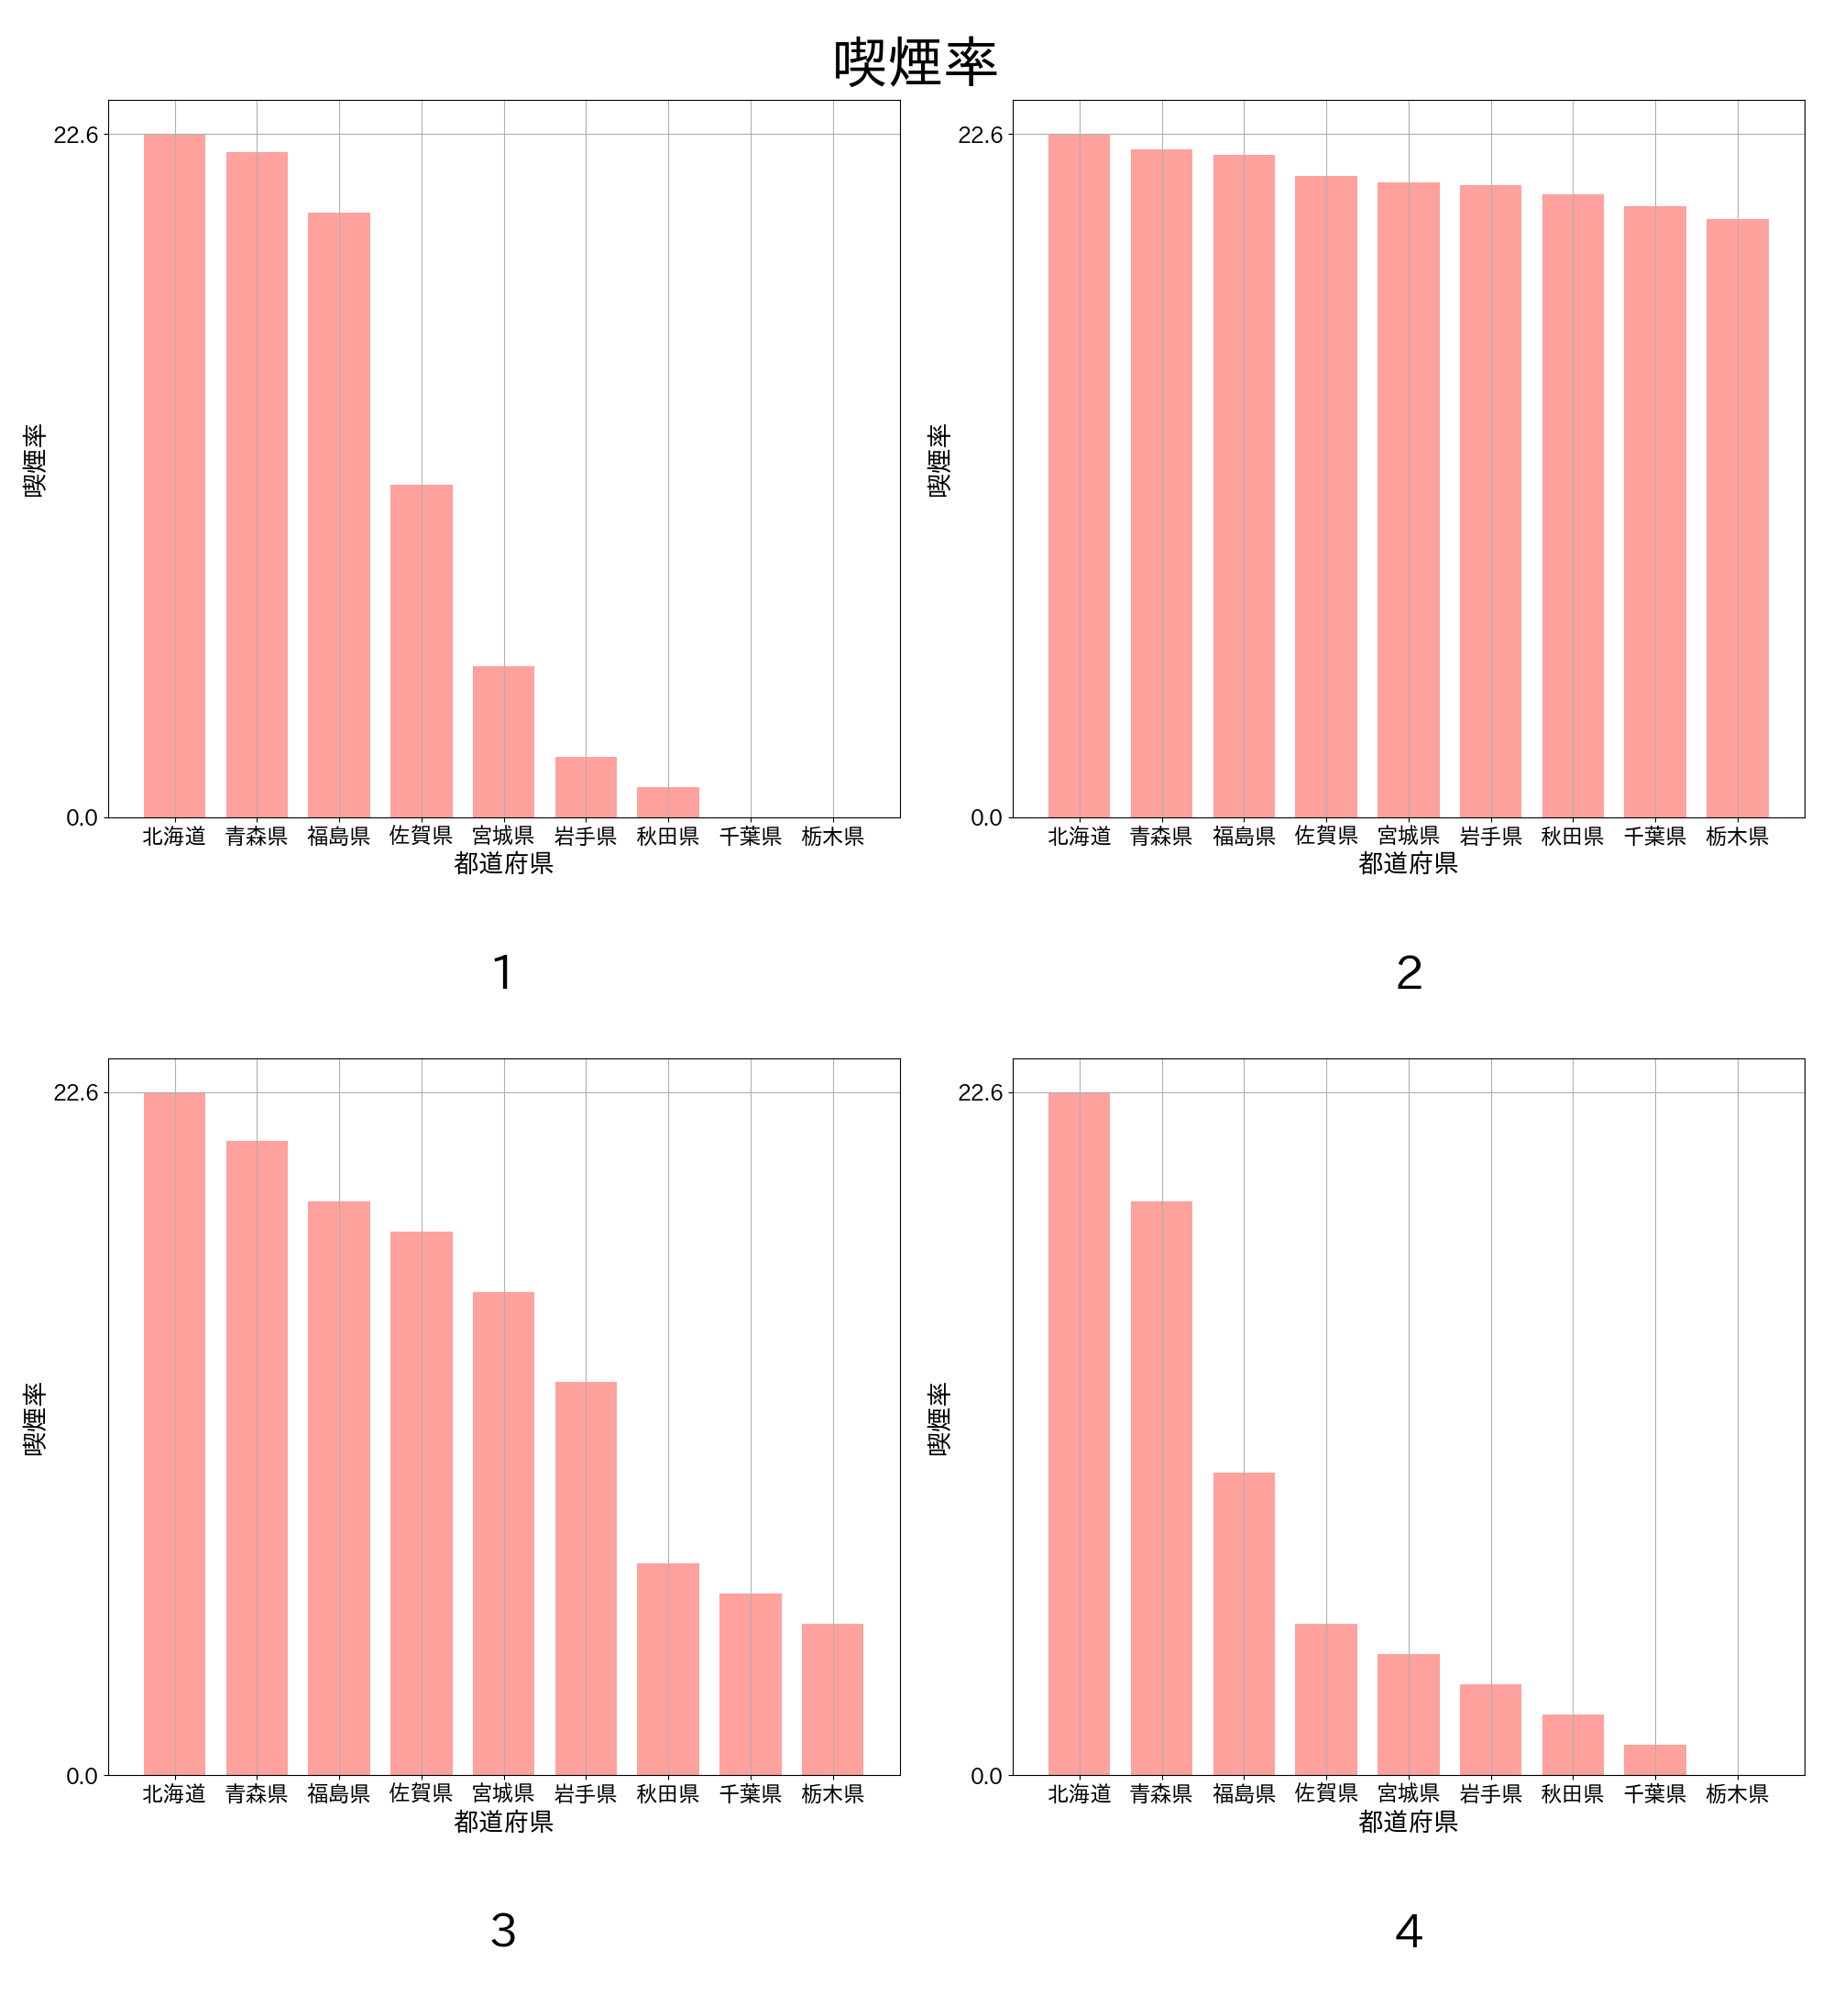 喫煙率
22.6
0.0
喫煙率
北海道 青森県 福島県 佐賀県 宮城県 岩手県 秋田県 千葉県 栃木県
都道府県
1
22.6
0.0
喫煙率
北海道 青森県 福島県 佐賀県 宮城県 岩手県 秋田県 千葉県 栃木県
都道府県
2
22.6
0.0
喫煙率
北海道 青森県 福島県 佐賀県 宮城県 岩手県 秋田県 千葉県 栃木県
都道府県
3
22.6
0.0
喫煙率
北海道 青森県 福島県 佐賀県 宮城県 岩手県 秋田県 千葉県 栃木県
都道府県
4